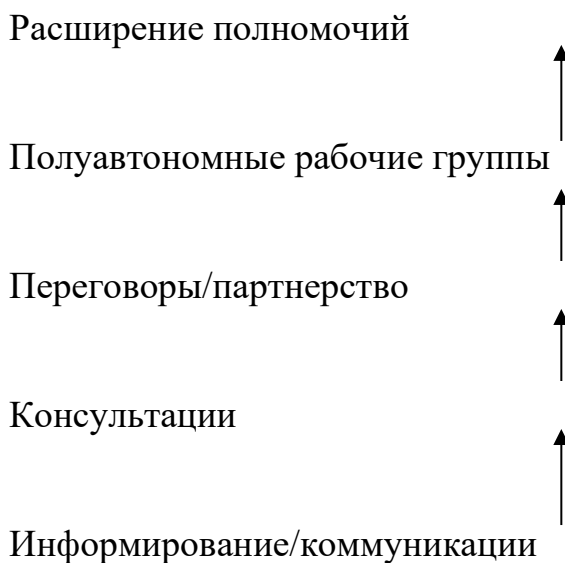 Расширение полномочий
Полуавтономные рабочие группы
Переговоры/партнерство
Консультации
Информирование/коммуникации